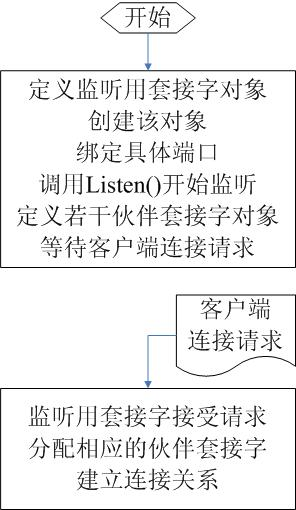 开始
定义监听用套接字对象
创建该对象
绑定具体端口
调用Listen()开始监听
定义若干伙伴套接字对象
等待客户端连接请求
客户端
连接请求
监听用套接字接受请求
分配相应的伙伴套接字
建立连接关系